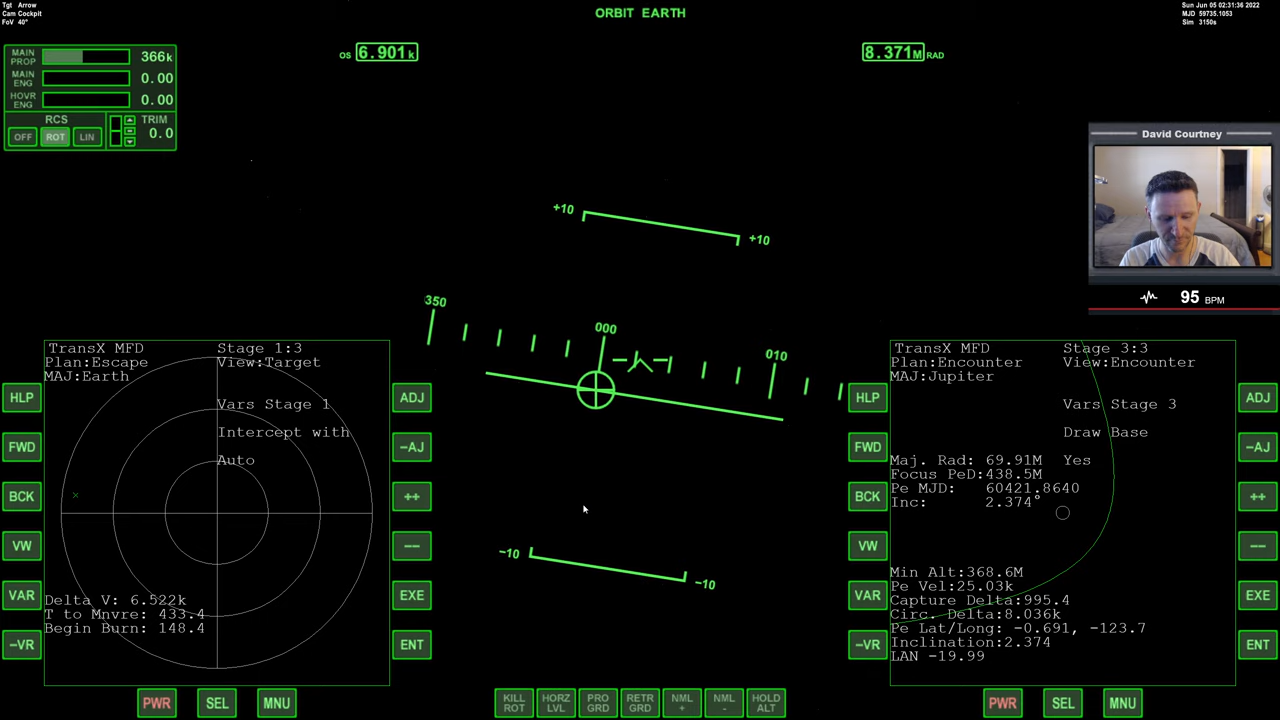 Tgt Arrow
Cam Cockpit
FoV 40°
ORBIT EARTH
Sun Jun 05 02:31:36 2022
MJD 59735.1053
Sim 3150s
MAIN PROP 366k
MAIN ENG 0.00
HOVR ENG 0.00
RCS TRIM
OFF ROT LIN 0.0
OS 6.901k
8.371M RAD
David Courtney
95 BPM
+10 +10
350 000 010
-10 -10
TransX MFD Stage 1:3
Plan:Escape View:Target
MAJ:Earth
Vars Stage 1
Intercept with
Auto
Delta V: 6.522k
T to Mnvre: 433.4
Begin Burn: 148.4
HLP
FWD
BCK
VW
VAR
-VR
ADJ
-AJ
++
--
EXE
ENT
PWR SEL MNU
KILL ROT
HORZ LVL
PRO GRD
RETR GRD
NML +
NML -
HOLD ALT
TransX MFD Stage 3:3
Plan:Encounter View:Encounter
MAJ:Jupiter
Vars Stage 3
Draw Base
Maj. Rad: 69.91M Yes
Focus PeD:438.5M
Pe MJD: 60421.8640
Inc: 2.374°
Min Alt:368.6M
Pe Vel:25.03k
Capture Delta:995.4
Circ. Delta:8.036k
Pe Lat/Long: -0.691, -123.7
Inclination:2.374
LAN -19.99
HLP
FWD
BCK
VW
VAR
-VR
ADJ
-AJ
++
--
EXE
ENT
PWR SEL MNU